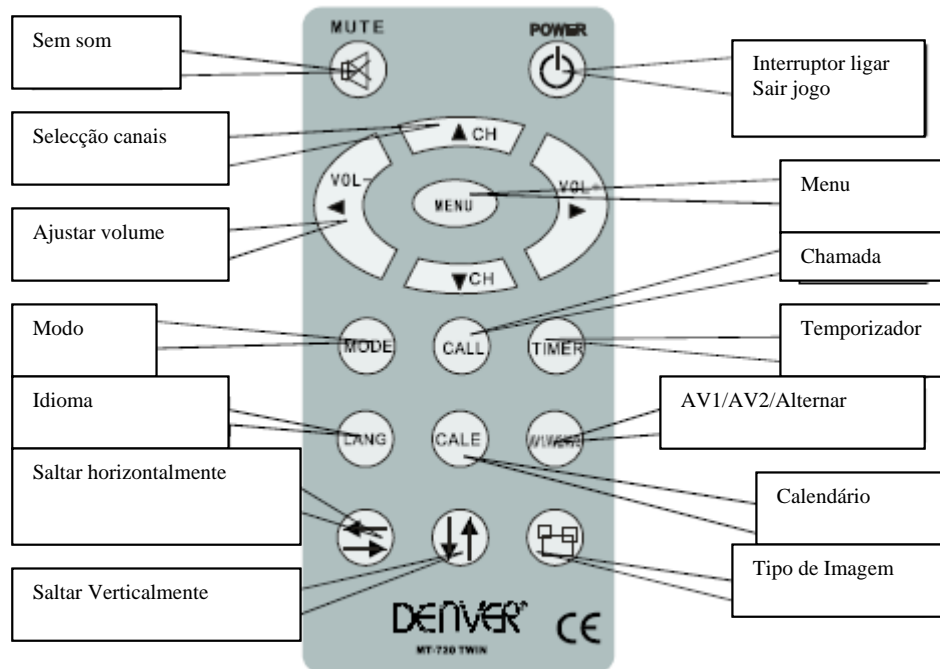 MUTE
POWER
Sem som
Interruptor ligar
Sair jogo
Selecção canais
CH
VOL-
MENU
VOL+
Menu
Ajustar volume
CH
Chamada
Modo
MODE
CALL
TIMER
Temporizador
Idioma
LANG
CALE
AV1/AV2/Alternar
Saltar horizontalmente
Calendário
Saltar Verticalmente
Tipo de Imagem
DENVER®
CE
MT-730 TWIN